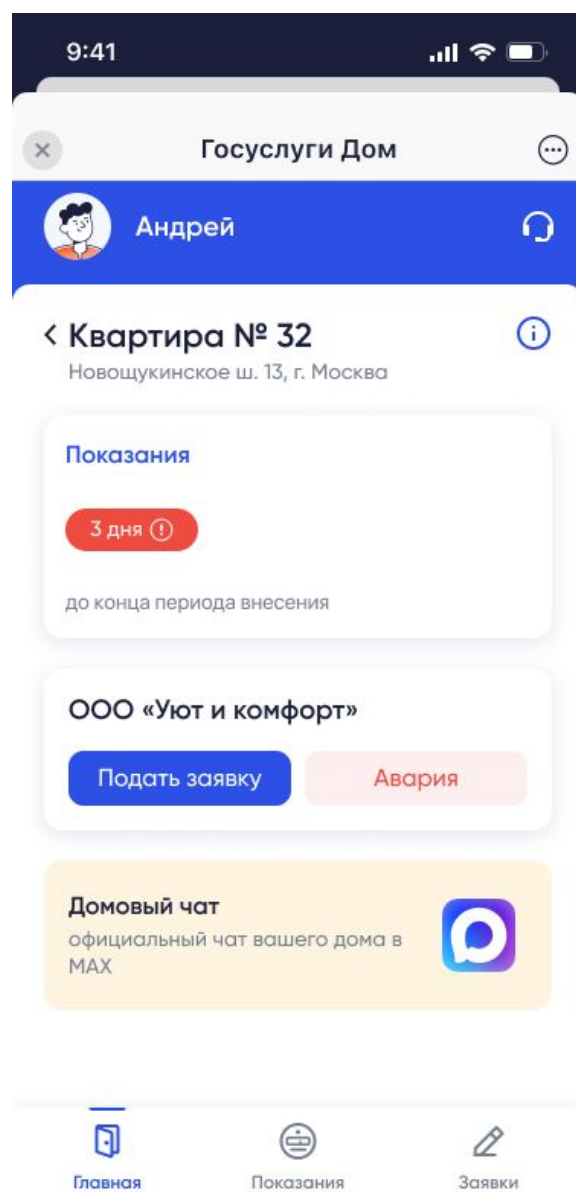 9:41
Госуслуги Дом
Андрей
Квартира № 32
Новощукинское ш. 13, г. Москва
Показания
3 дня
до конца периода внесения
ООО «Уют и комфорт»
Подать заявку
Авария
Домовый чат
официальный чат вашего дома в
MAX
Главная
Показания
Заявки